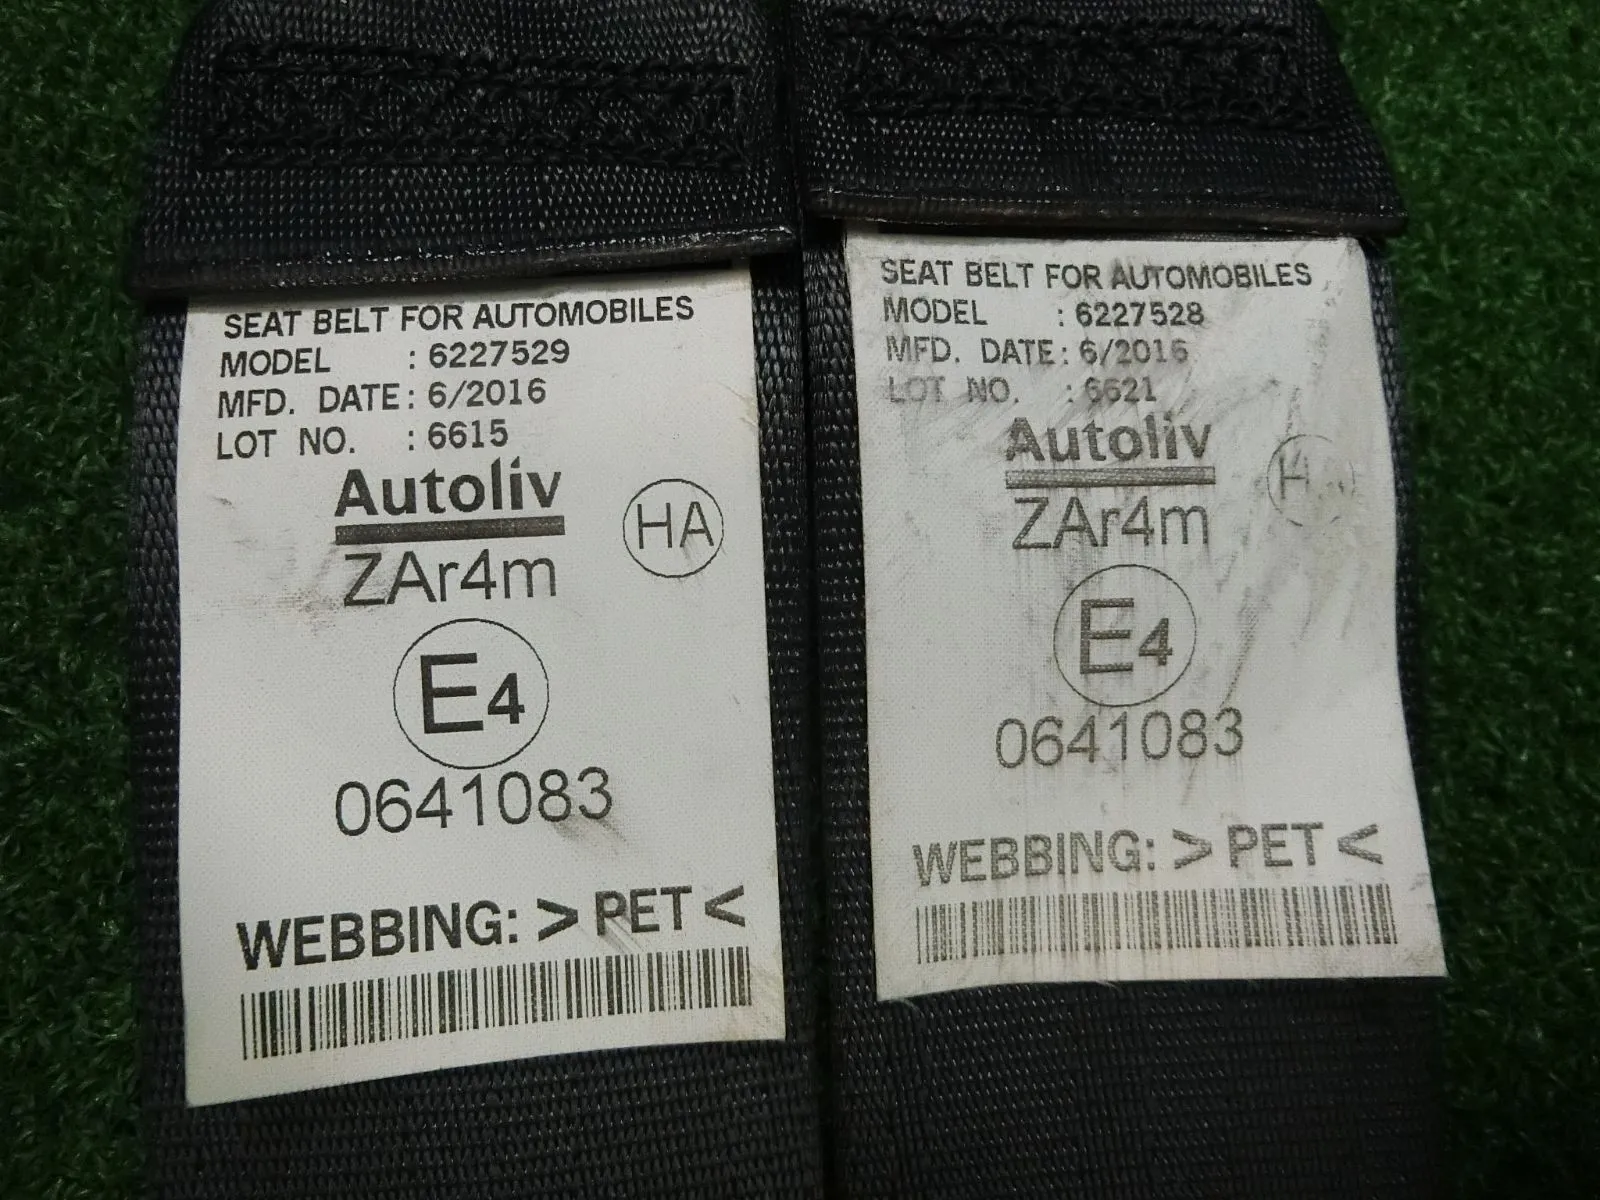 SEAT BELT FOR AUTOMOBILES
MODEL : 6227529
MFD. DATE : 6/2016
LOT NO. : 6615
Autoliv
HA
ZAr4m
E4
0641083
WEBBING: > PET <
SEAT BELT FOR AUTOMOBILES
MODEL : 6227528
MFD. DATE : 6/2016
LOT NO. : 6621
Autoliv
ZAr4m
E4
0641083
WEBBING: > PET <